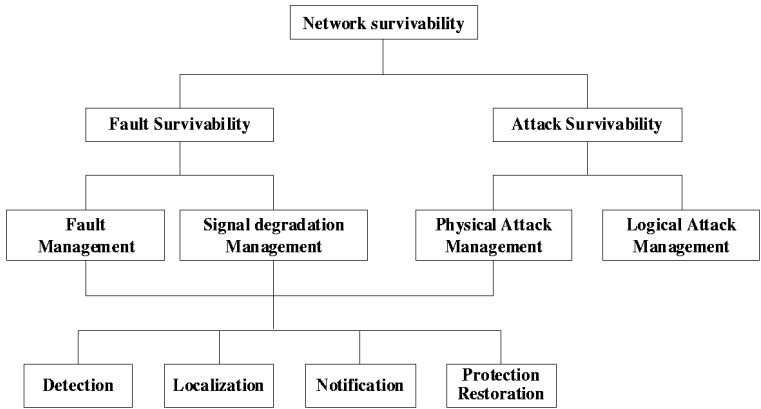 Network survivability
Fault Survivability
Attack Survivability
Fault
Management
Signal degradation
Management
Physical Attack
Management
Logical Attack
Management
Detection
Localization
Notification
Protection
Restoration